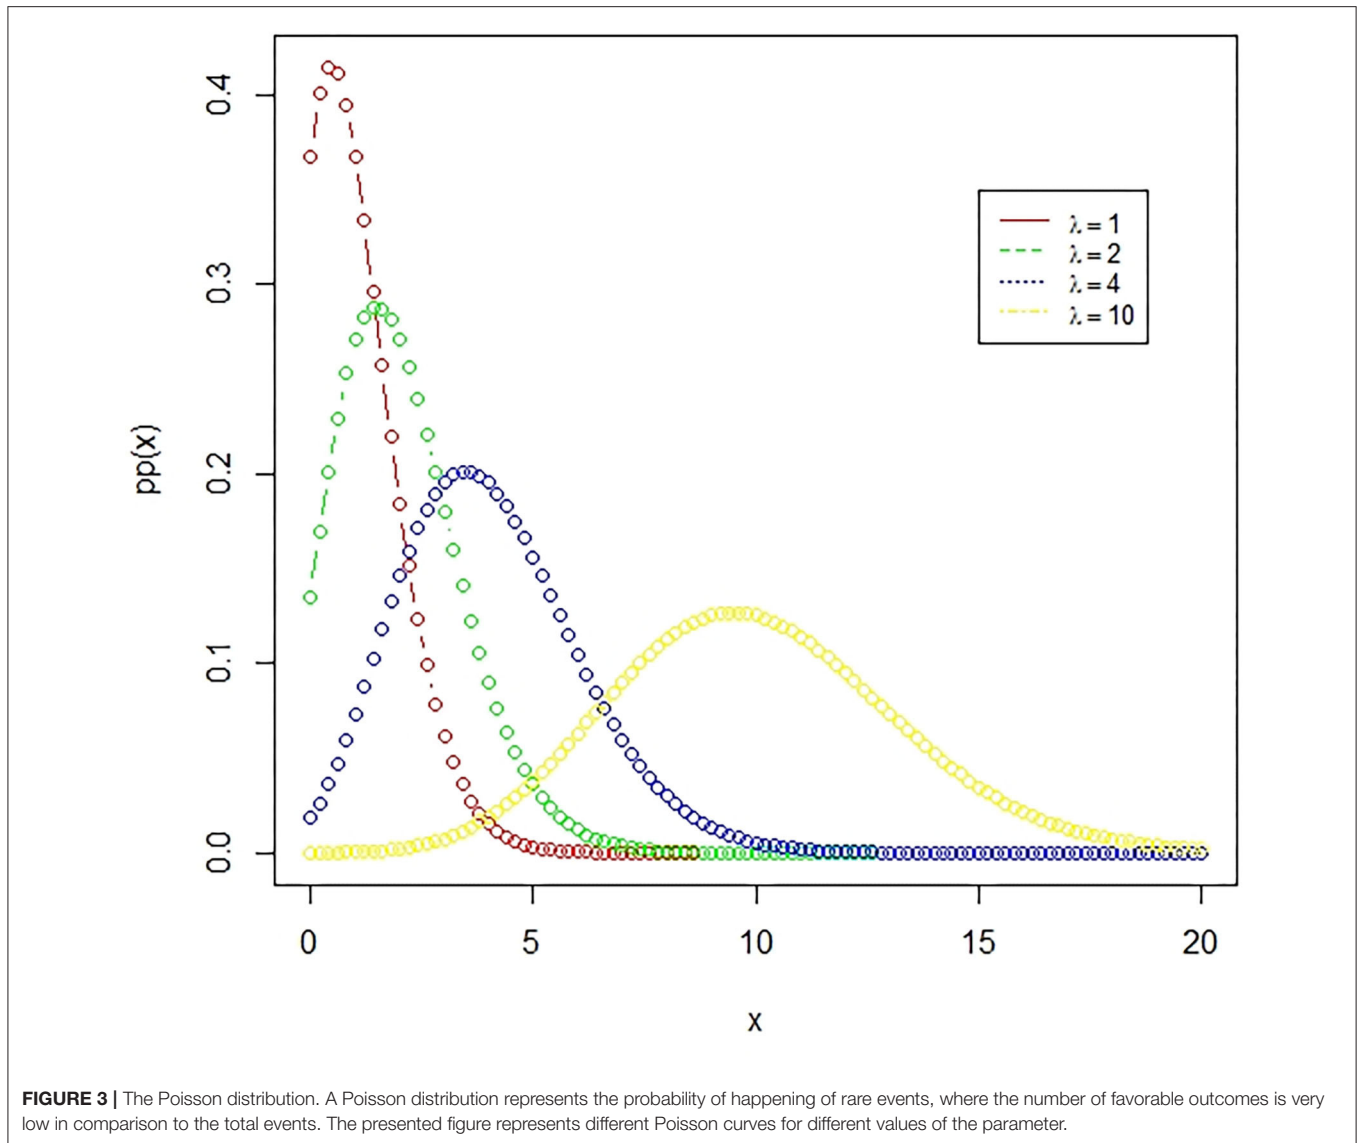 0.4
0.3
0.2
0.1
0.0
pp(x)
λ = 1
λ = 2
λ = 4
λ = 10
0 5 10 15 20
x
FIGURE 3 | The Poisson distribution. A Poisson distribution represents the probability of happening of rare events, where the number of favorable outcomes is very
low in comparison to the total events. The presented figure represents different Poisson curves for different values of the parameter.